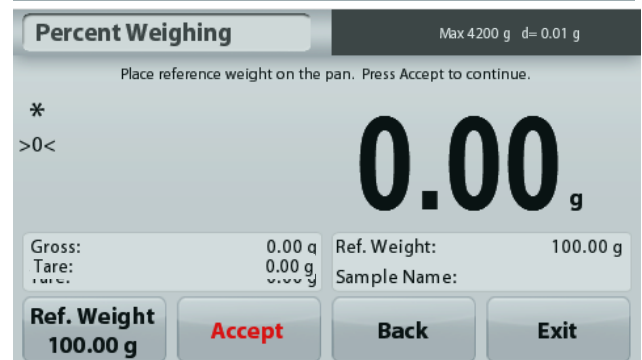 Percent Weighing
Max 4200 g d= 0.01 g
Place reference weight on the pan. Press Accept to continue.
*
>0<
0.00 g
Gross: 0.00 g
Tare: 0.00 g
Ref. Weight: 100.00 g
Sample Name:
Ref. Weight
100.00 g
Accept
Back
Exit